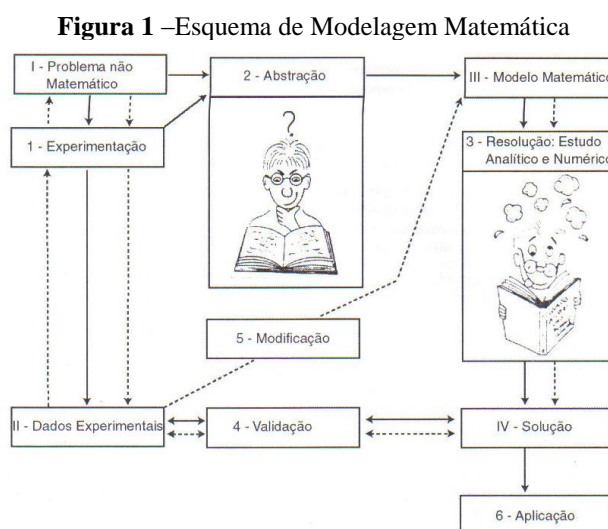 Figura 1 –Esquema de Modelagem Matemática
I - Problema não
Matemático
2 - Abstração
III - Modelo Matemático
1 - Experimentação
3 - Resolução: Estudo
Analítico e Numérico
?
5 - Modificação
II - Dados Experimentais
4 - Validação
IV - Solução
6 - Aplicação